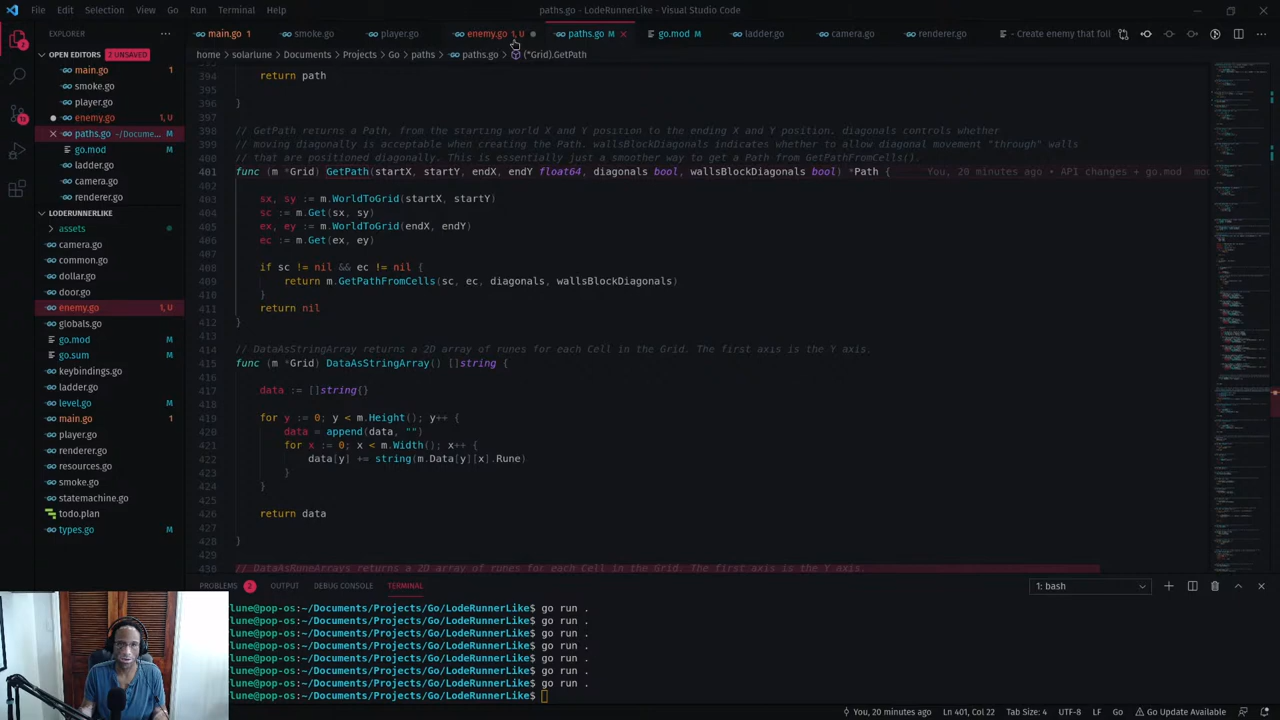 File Edit Selection View Go Run Terminal Help
paths.go - LodeRunnerLike - Visual Studio Code
EXPLORER
main.go 1 smoke.go player.go enemy.go 1, U paths.go M go.mod M ladder.go camera.go renderer.go - Create enemy that foll
home > solarlune > Documents > Projects > Go > paths > paths.go > (*Grid).GetPath
OPEN EDITORS 2 UNSAVED
main.go 1
smoke.go
player.go
enemy.go 1, U
paths.go ~/Docume... M
go.mod M
ladder.go
camera.go
renderer.go
LODERUNNERLIKE
assets
camera.go
common.go
dollar.go
door.go
enemy.go 1, U
globals.go
go.mod M
go.sum M
keybindings.go
ladder.go
level.go M
main.go 1
player.go
renderer.go
resources.go
smoke.go
statemachine.go
todo.plan
types.go M
394 return path
395
396 }
398 // GetPath returns a Path, from the starting world X and Y position to the ending X and Y position. diagonals controls whether
399 // moving diagonally is acceptable when creating the Path. wallsBlockDiagonals indicates whether to allow diagonal movement "through" walls
400 // that are positioned diagonally. This is essentially just a smoother way to get a Path from GetPathFromCells().
401 func (m *Grid) GetPath(startX, startY, endX, endY float64, diagonals bool, wallsBlockDiagonals bool) *Path { You, 20 minutes ago • API changes + go.mod mod
402
403 sx, sy := m.WorldToGrid(startX, startY)
404 sc := m.Get(sx, sy)
405 ex, ey := m.WorldToGrid(endX, endY)
406 ec := m.Get(ex, ey)
407
408 if sc != nil && ec != nil {
409 return m.GetPathFromCells(sc, ec, diagonals, wallsBlockDiagonals)
410 }
411 return nil
412 }
413
414 // DataAsStringArray returns a 2D array of runes for each Cell in the Grid. The first axis is the Y axis.
415 func (m *Grid) DataAsStringArray() []string {
416
417 data := []string{}
418
419 for y := 0; y < m.Height(); y++ {
420 data = append(data, "")
421 for x := 0; x < m.Width(); x++ {
422 data[y] += string(m.Data[y][x].Rune)
423 }
424 }
425
426 return data
427
428 }
429
430 // DataAsRuneArrays returns a 2D array of runes for each Cell in the Grid. The first axis is the Y axis.
PROBLEMS 2 OUTPUT DEBUG CONSOLE TERMINAL 1: bash
lune@pop-os:~/Documents/Projects/Go/LodeRunnerLike$ go run .
lune@pop-os:~/Documents/Projects/Go/LodeRunnerLike$ go run .
lune@pop-os:~/Documents/Projects/Go/LodeRunnerLike$ go run .
lune@pop-os:~/Documents/Projects/Go/LodeRunnerLike$ go run .
lune@pop-os:~/Documents/Projects/Go/LodeRunnerLike$ go run .
lune@pop-os:~/Documents/Projects/Go/LodeRunnerLike$ go run .
lune@pop-os:~/Documents/Projects/Go/LodeRunnerLike$ go run .
lune@pop-os:~/Documents/Projects/Go/LodeRunnerLike$
You, 20 minutes ago Ln 401, Col 22 Tab Size: 4 UTF-8 LF Go Go Update Available